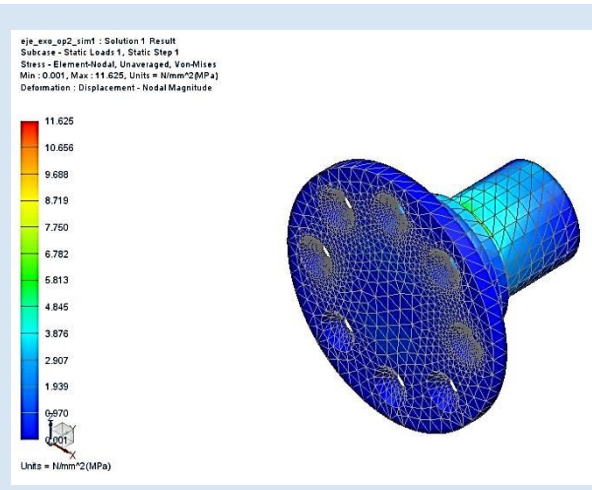 eje_exo_op2_sim1 : Solution 1 Result
Subcase - Static Loads 1, Static Step 1
Stress - Element-Nodal, Unaveraged, Von-Mises
Min : 0.001, Max : 11.625, Units = N/mm^2(MPa)
Deformation : Displacement - Nodal Magnitude
11.625
10.656
9.688
8.719
7.750
6.782
5.813
4.845
3.876
2.907
1.939
0.970
0.001
Y
X
Units = N/mm^2(MPa)